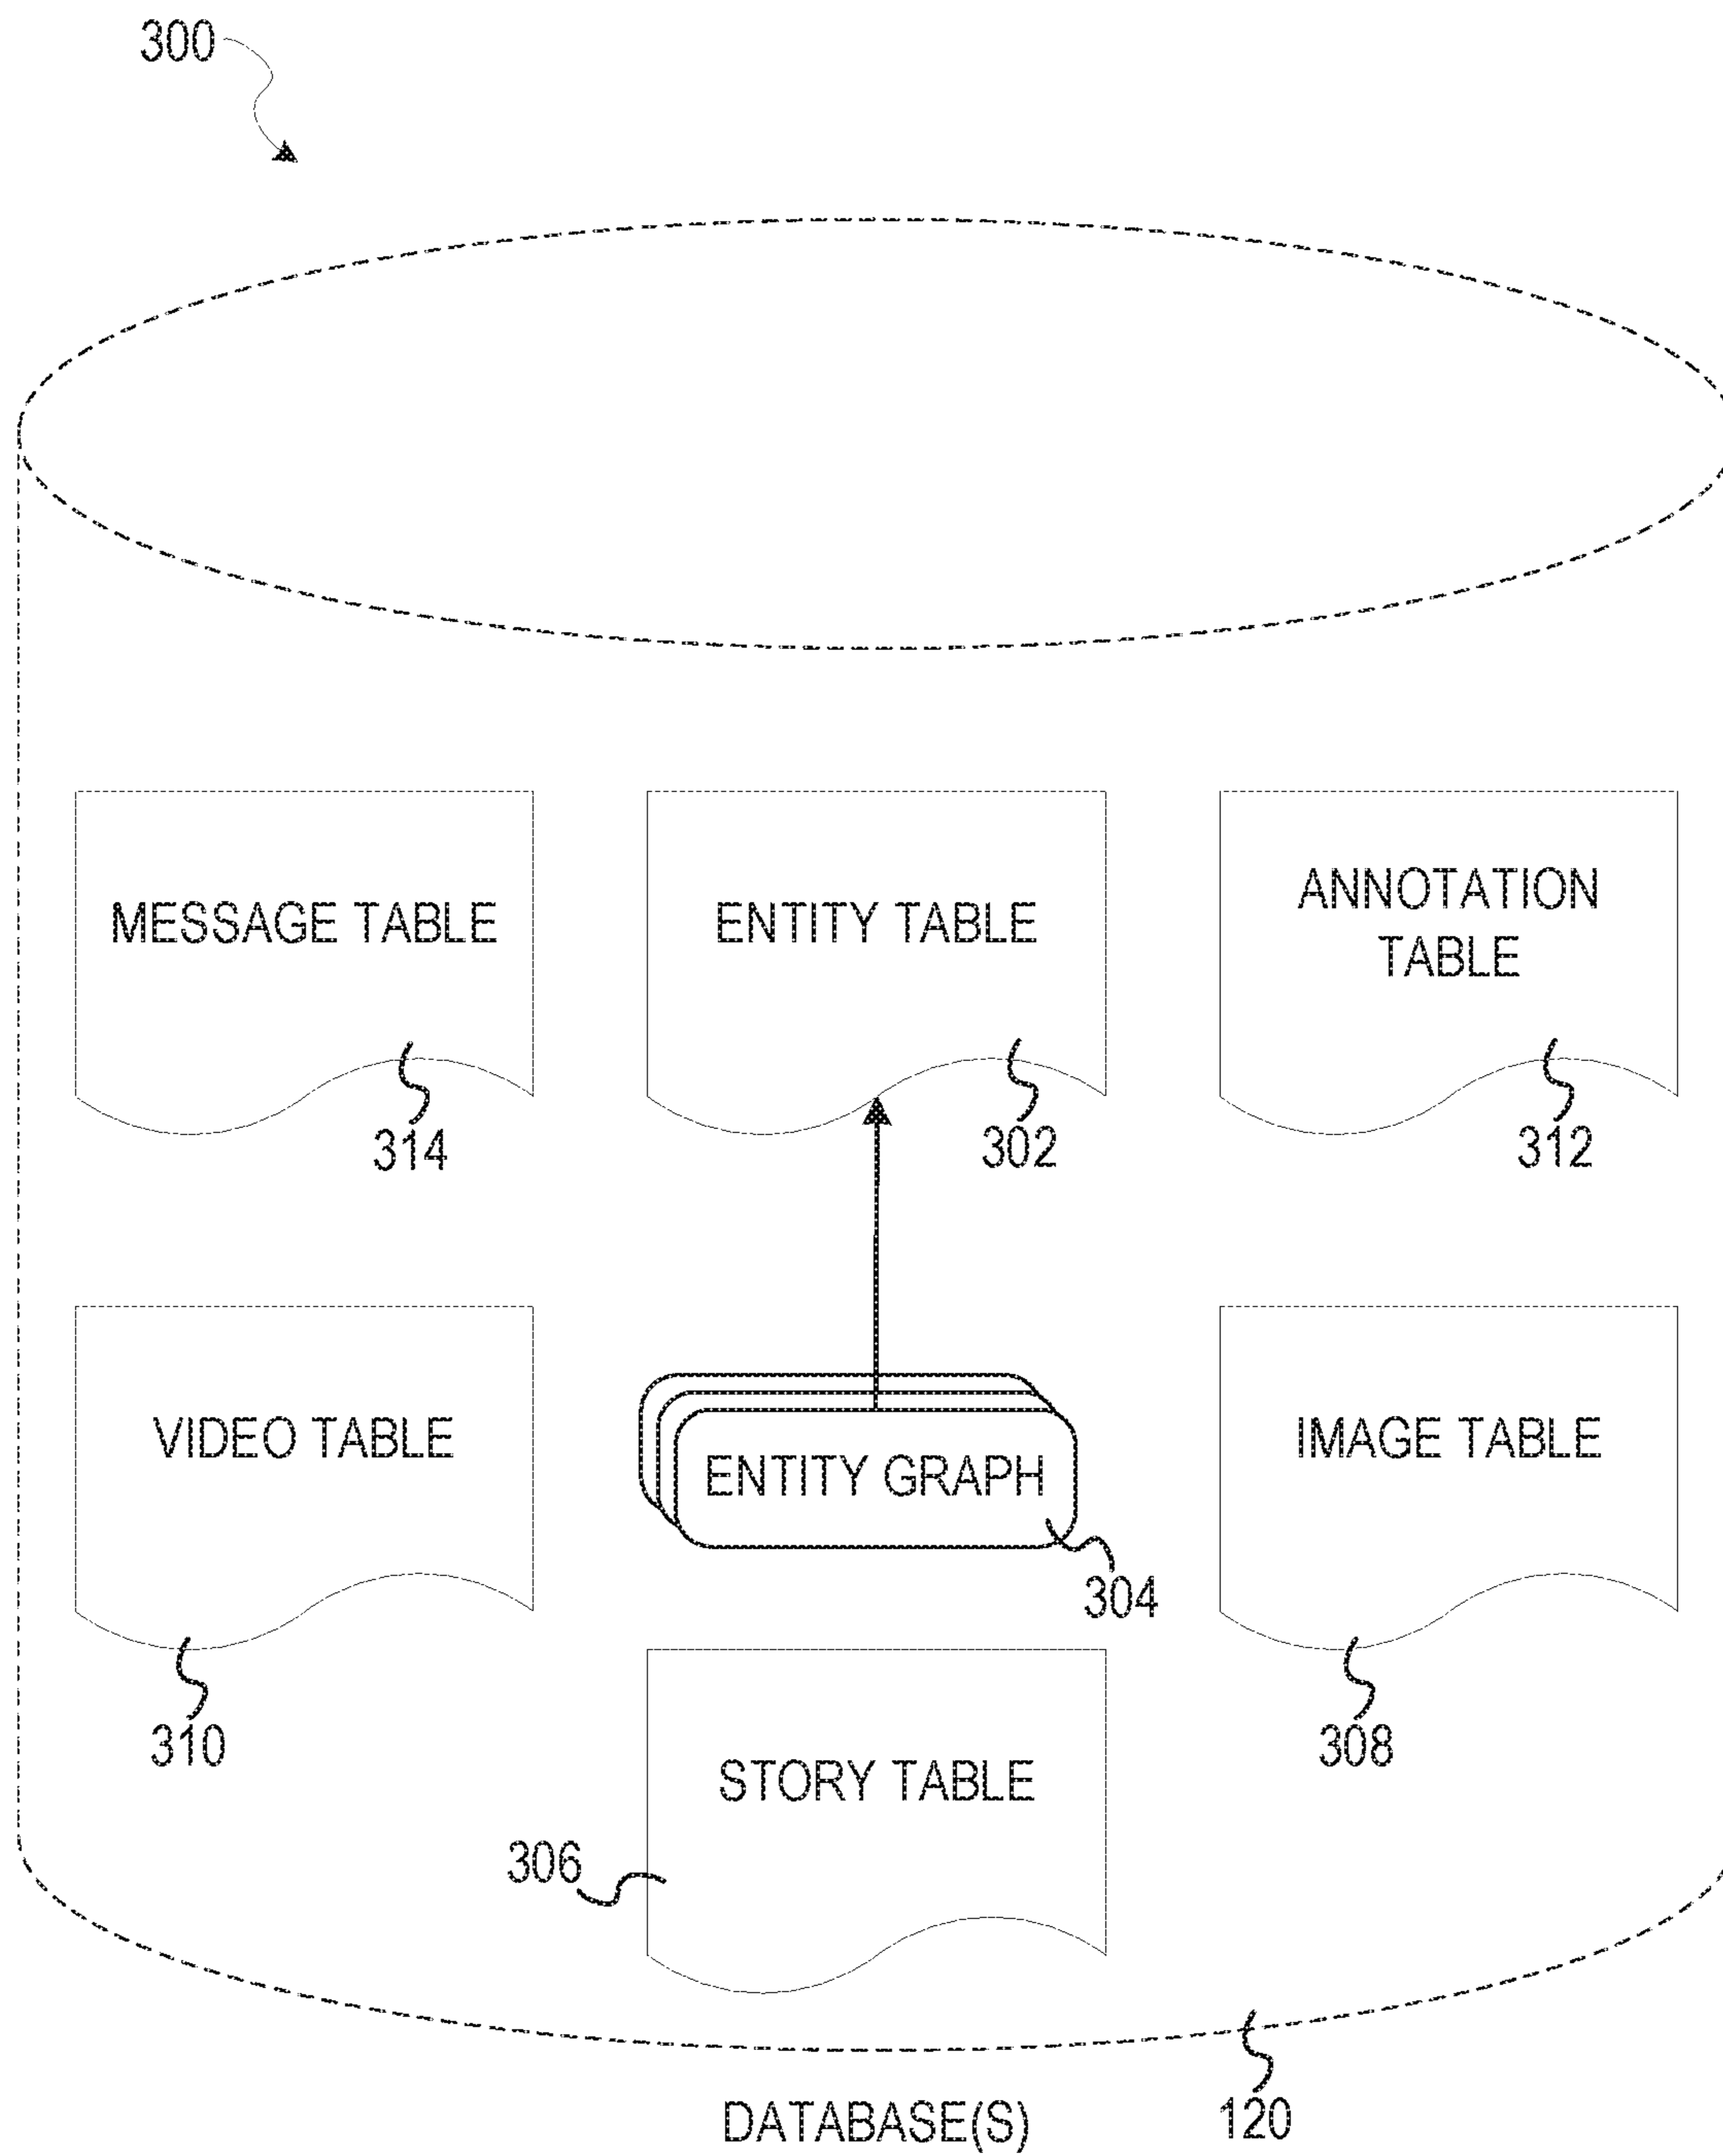 300
MESSAGE TABLE
ENTITY TABLE
ANNOTATION
TABLE
314
302
312
VIDEO TABLE
ENTITY GRAPH
IMAGE TABLE
304
310
308
STORY TABLE
306
DATABASE(S)
120